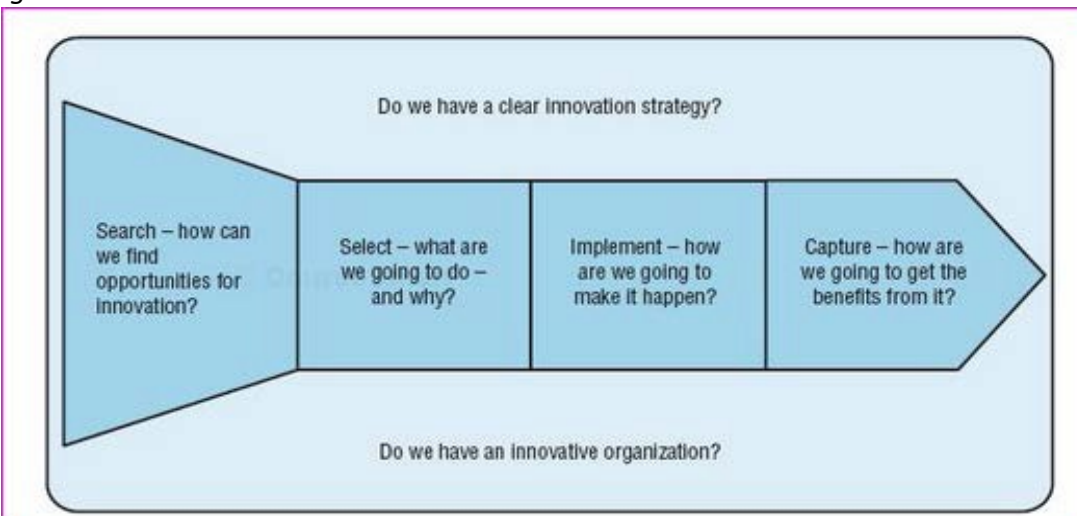 Do we have a clear innovation strategy?
Search – how can
we find
opportunities for
innovation?
Select – what are
we going to do –
and why?
Implement – how
are we going to
make it happen?
Capture – how are
we going to get the
benefits from it?
Do we have an innovative organization?